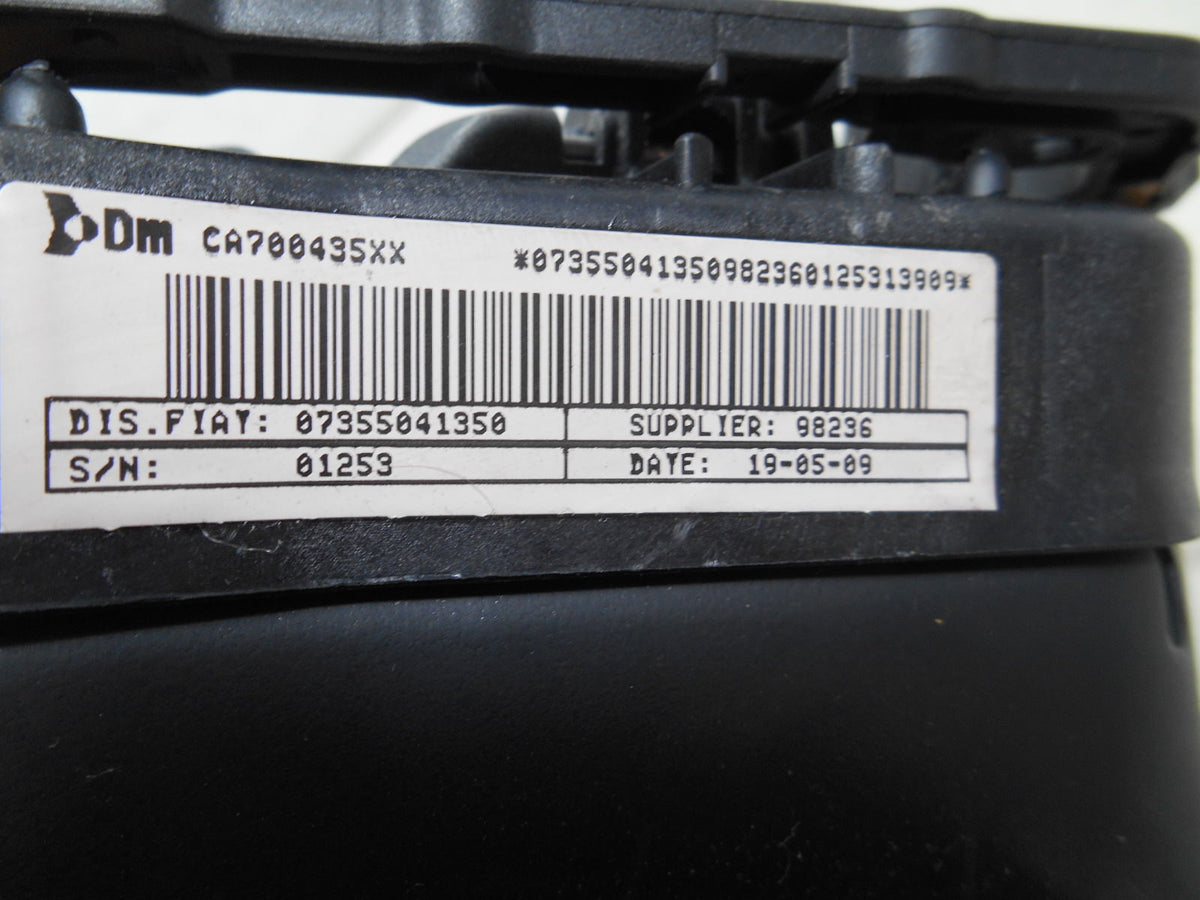 Dm CA700435XX *07355041350982360125313909*
DIS.FIAT: 07355041350 SUPPLIER: 98236
S/N: 01253 DATE: 19-05-09